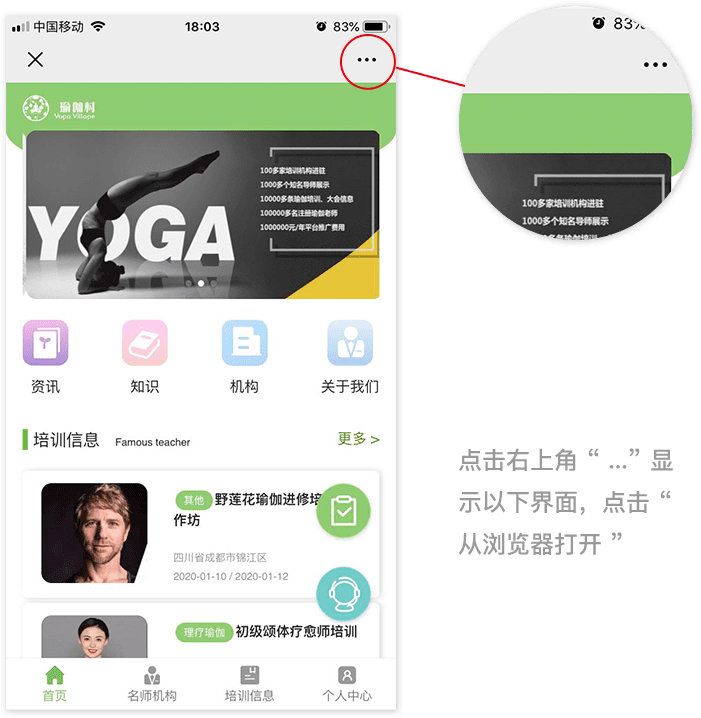 中国移动
18:03
83%
瑜伽村
Yoga Village
YOGA
100多家培训机构进驻
1000多个知名导师展示
10000多条瑜伽培训、大会信息
100000多名注册瑜伽老师
1000000元/年平台推广费用
资讯
知识
机构
关于我们
培训信息
Famous teacher
更多 >
其他
野莲花瑜伽进修培
作坊
四川省成都市锦江区
2020-01-10 / 2020-01-12
理疗瑜伽
初级颂体疗愈师培训
首页
名师机构
培训信息
个人中心
83%
100多家培训机构进驻
1000多个知名导师展示
点击右上角“ ...”显
示以下界面，点击“
从浏览器打开 ”